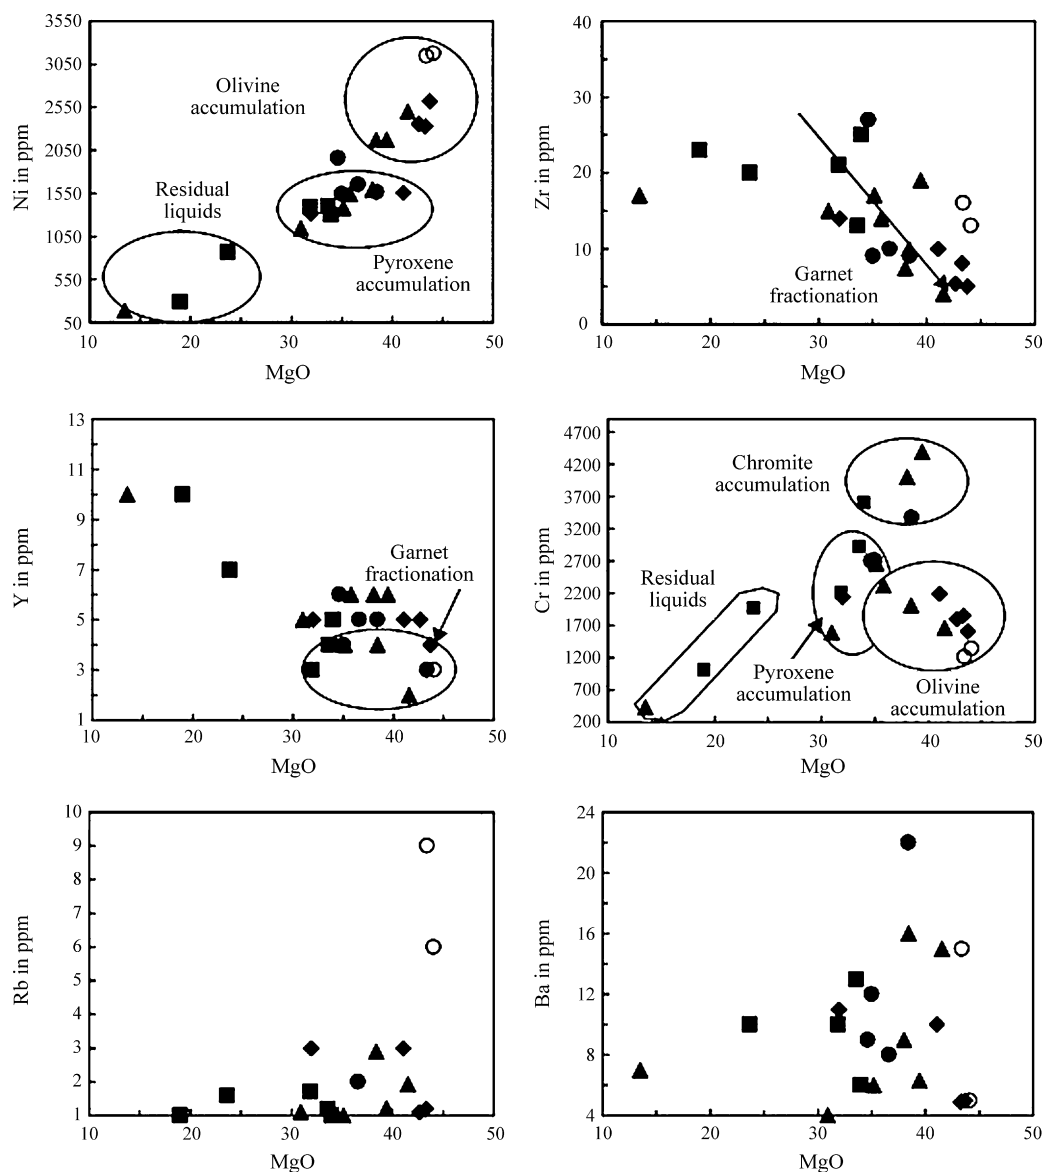 3550
3050
2550
2050
1550
1050
550
50
Ni in ppm
Olivine
accumulation
Residual
liquids
Pyroxene
accumulation
10
20
30
40
50
MgO
40
30
20
10
0
Zr in ppm
Garnet
fractionation
10
20
30
40
50
MgO
13
11
9
7
5
3
1
Y in ppm
Garnet
fractionation
10
20
30
40
50
MgO
4700
4200
3700
3200
2700
2200
1700
1200
700
200
Cr in ppm
Chromite
accumulation
Residual
liquids
Pyroxene
accumulation
Olivine
accumulation
10
20
30
40
50
MgO
10
9
8
7
6
5
4
3
2
1
Rb in ppm
10
20
30
40
50
MgO
24
20
16
12
8
4
Ba in ppm
10
20
30
40
50
MgO